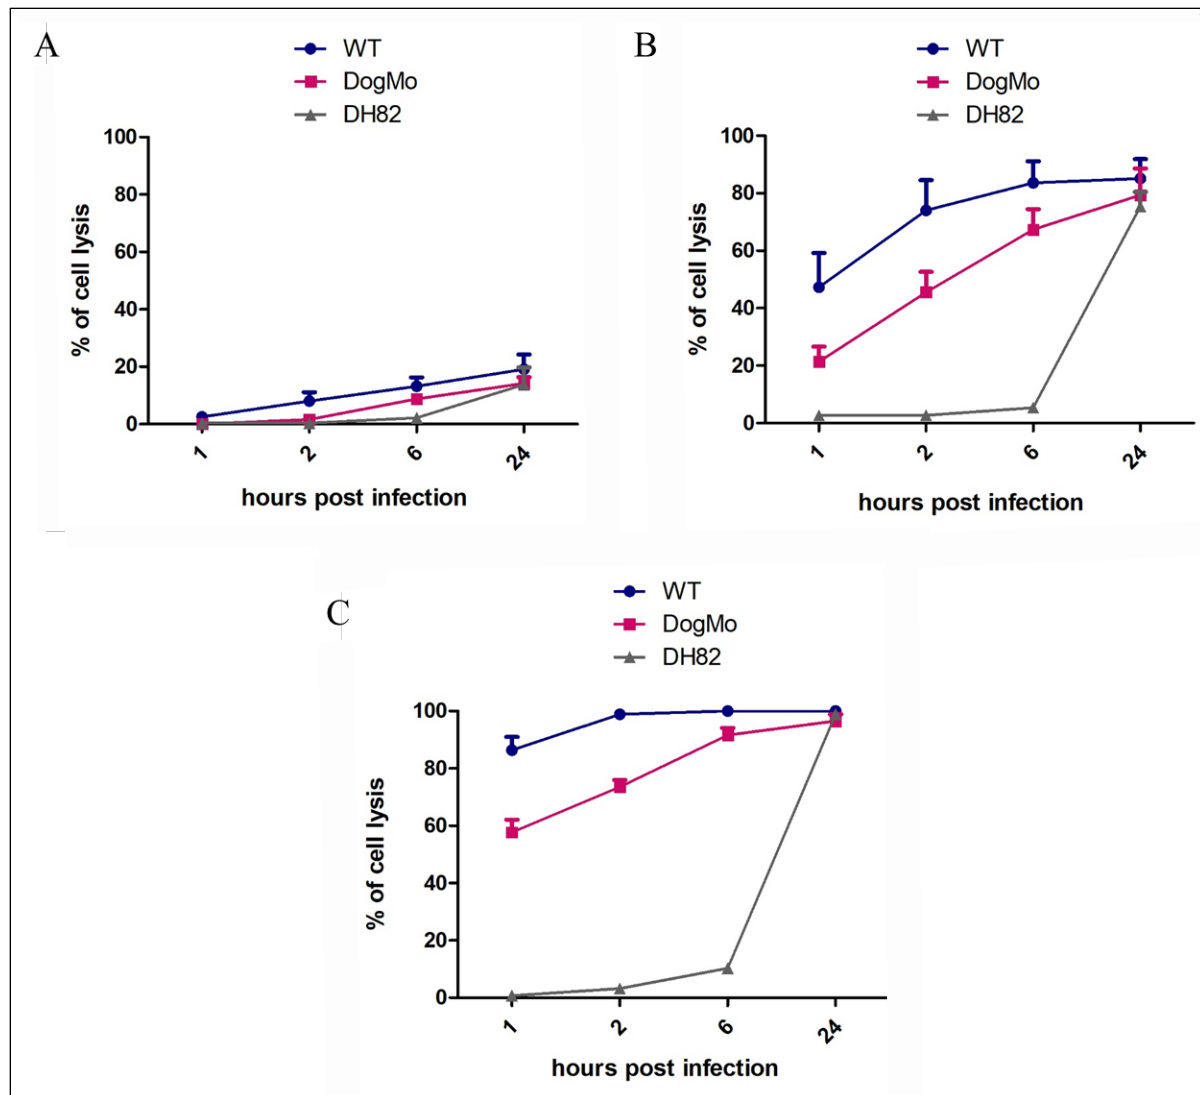 A
WT
DogMo
DH82
100
80
60
40
20
0
% of cell lysis
1 2 6 24
hours post infection
B
WT
DogMo
DH82
100
80
60
40
20
0
% of cell lysis
1 2 6 24
hours post infection
C
WT
DogMo
DH82
100
80
60
40
20
0
% of cell lysis
1 2 6 24
hours post infection